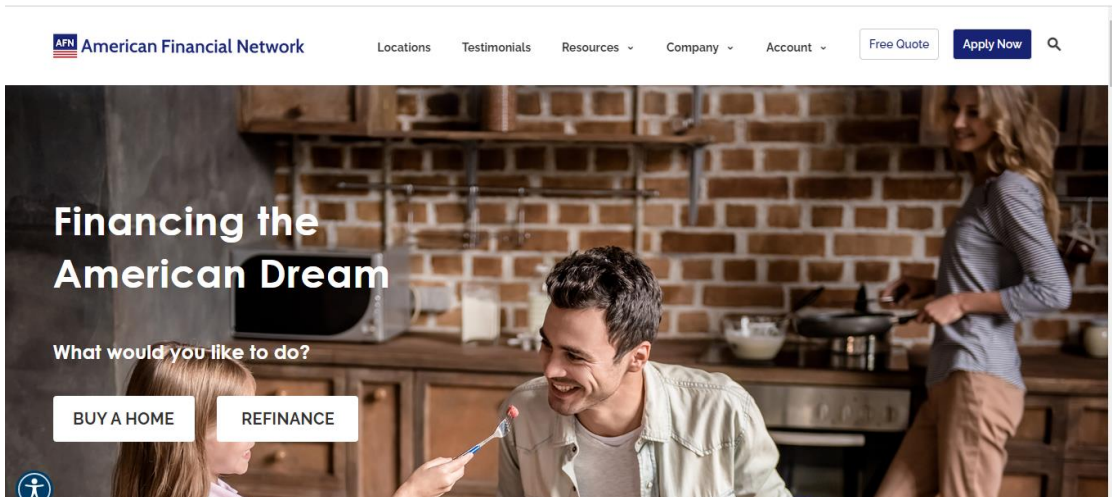 AFN American Financial Network
Locations
Testimonials
Resources
Company
Account
Free Quote
Apply Now
Financing the
American Dream
What would you like to do?
BUY A HOME
REFINANCE